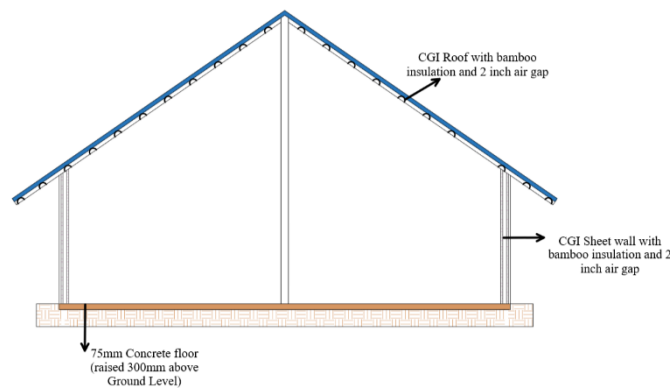 CGI Roof with bamboo
insulation and 2 inch air gap
CGI Sheet wall with
bamboo insulation and 2
inch air gap
75mm Concrete floor
(raised 300mm above
Ground Level)